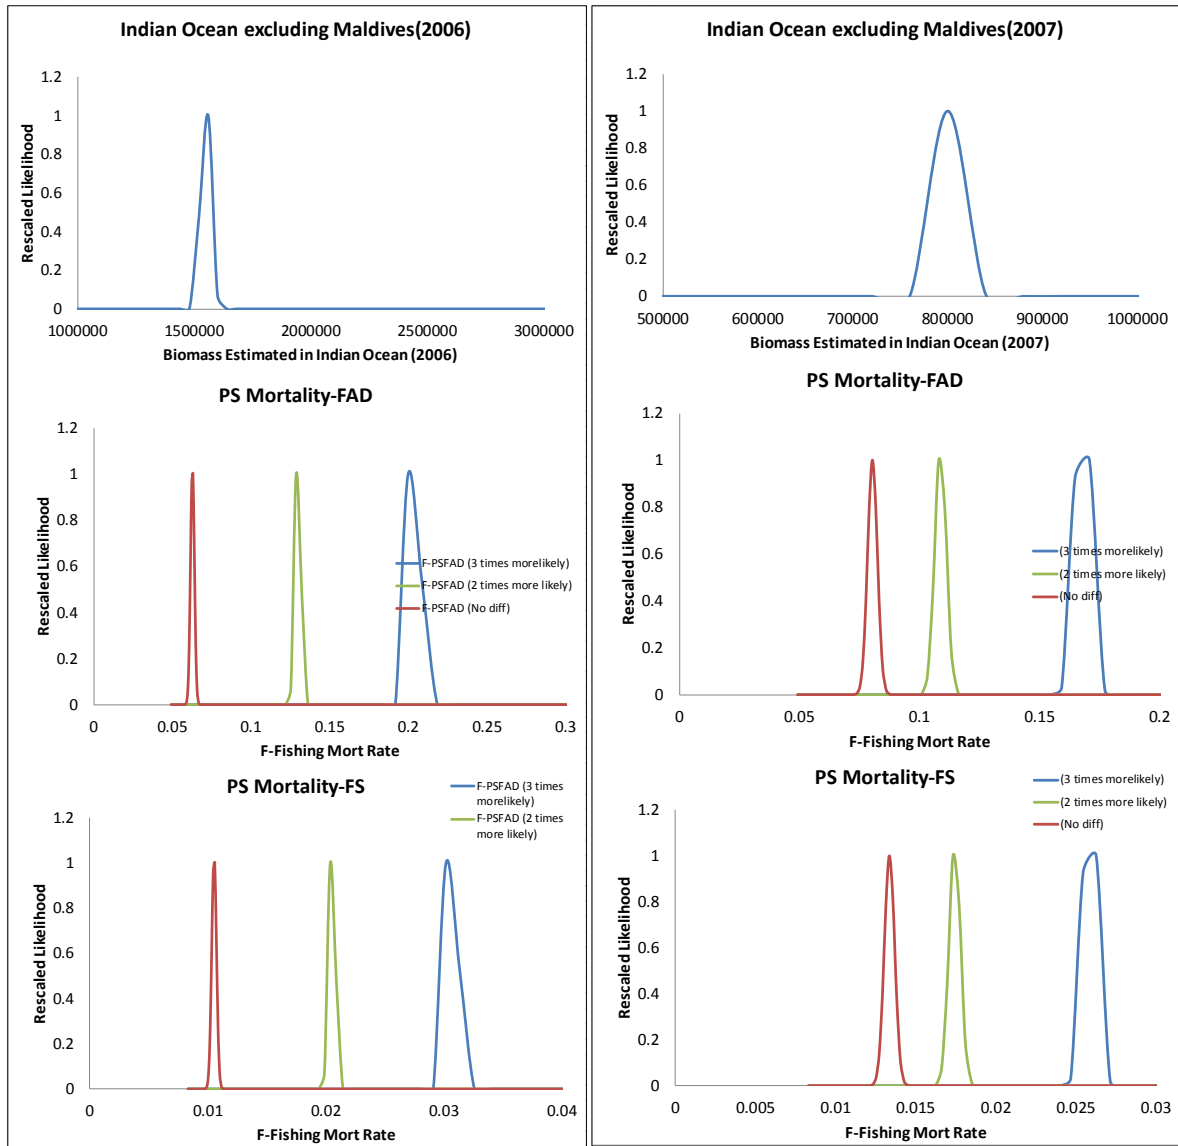 Indian Ocean excluding Maldives(2006)
1.2
1
0.8
0.6
0.4
0.2
0
Rescaled Likelihood
1000000 1500000 2000000 2500000 3000000
Biomass Estimated in Indian Ocean (2006)
PS Mortality-FAD
1.2
1
0.8
0.6
0.4
0.2
0
Rescaled Likelihood
F-PSFAD (3 times morelikely)
F-PSFAD (2 times more likely)
F-PSFAD (No diff)
0 0.05 0.1 0.15 0.2 0.25 0.3
F-Fishing Mort Rate
PS Mortality-FS
F-PSFAD (3 times
morelikely)
F-PSFAD (2 times
more likely)
1.2
1
0.8
0.6
0.4
0.2
0
Rescaled Likelihood
0 0.01 0.02 0.03 0.04
F-Fishing Mort Rate
Indian Ocean excluding Maldives(2007)
1.2
1
0.8
0.6
0.4
0.2
0
Rescaled Likelihood
500000 600000 700000 800000 900000 1000000
Biomass Estimated in Indian Ocean (2007)
PS Mortality-FAD
1.2
1
0.8
0.6
0.4
0.2
0
Rescaled Likelihood
(3 times morelikely)
(2 times more likely)
(No diff)
0 0.05 0.1 0.15 0.2
F-Fishing Mort Rate
PS Mortality-FS
(3 times morelikely)
(2 times more likely)
(No diff)
1.2
1
0.8
0.6
0.4
0.2
0
Rescaled Likelihood
0 0.005 0.01 0.015 0.02 0.025 0.03
F-Fishing Mort Rate